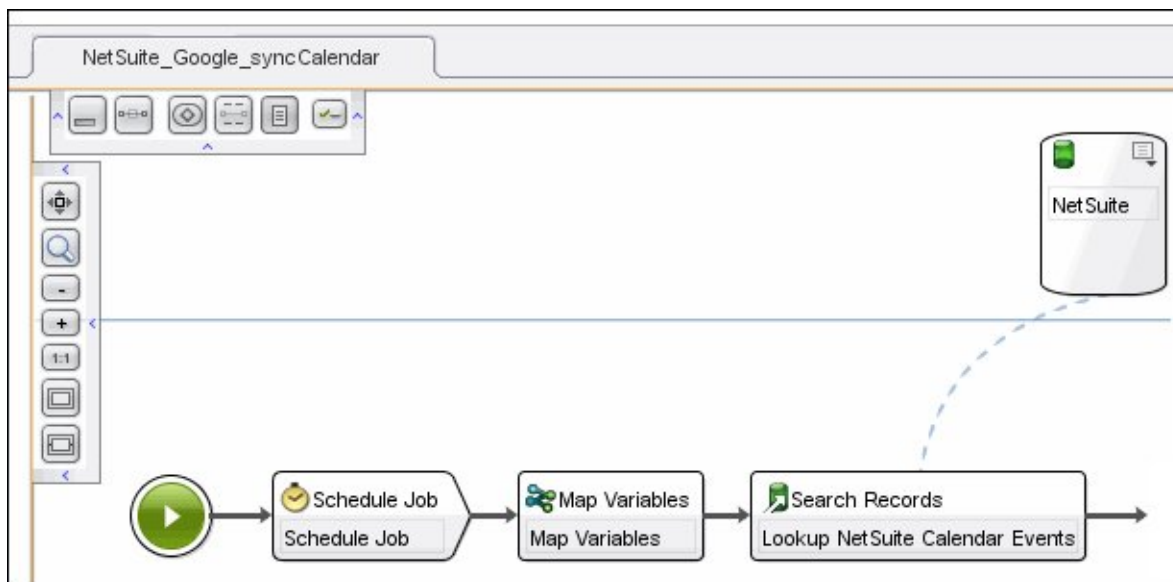 NetSuite_Google_syncCalendar
NetSuite
-
+
1:1
Schedule Job
Schedule Job
Map Variables
Map Variables
Search Records
Lookup NetSuite Calendar Events